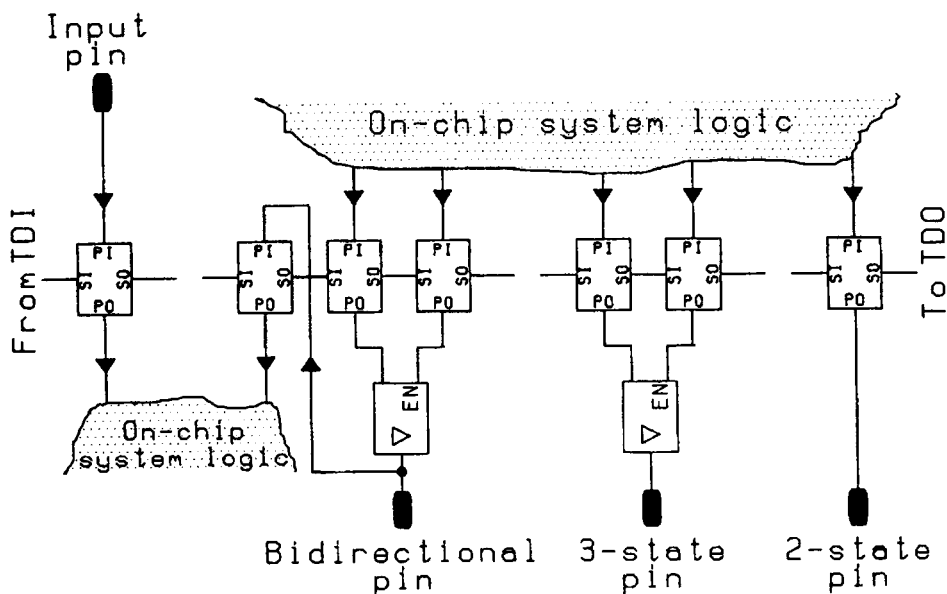 Input
pin
On-chip system logic
From TDI
PI
SI
SO
PO
PI
SI
SO
PO
PI
SI
SO
PO
PI
SI
SO
PO
PI
SI
SO
PO
PI
SI
SO
PO
PI
SI
SO
PO
To TDO
EN
EN
On-chip
system logic
Bidirectional
pin
3-state
pin
2-state
pin